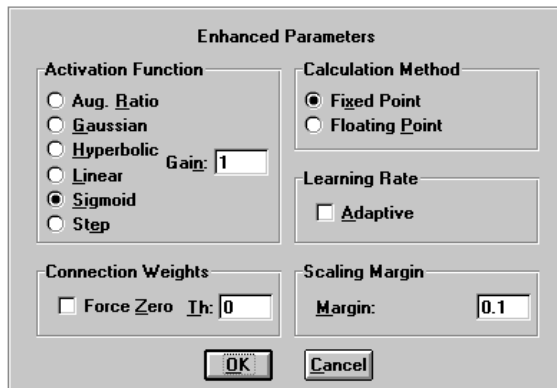 Enhanced Parameters
Activation Function
Aug. Ratio
Gaussian
Hyperbolic
Gain: 1
Linear
Sigmoid
Step
Calculation Method
Fixed Point
Floating Point
Learning Rate
Adaptive
Connection Weights
Force Zero Th: 0
Scaling Margin
Margin: 0.1
OK Cancel